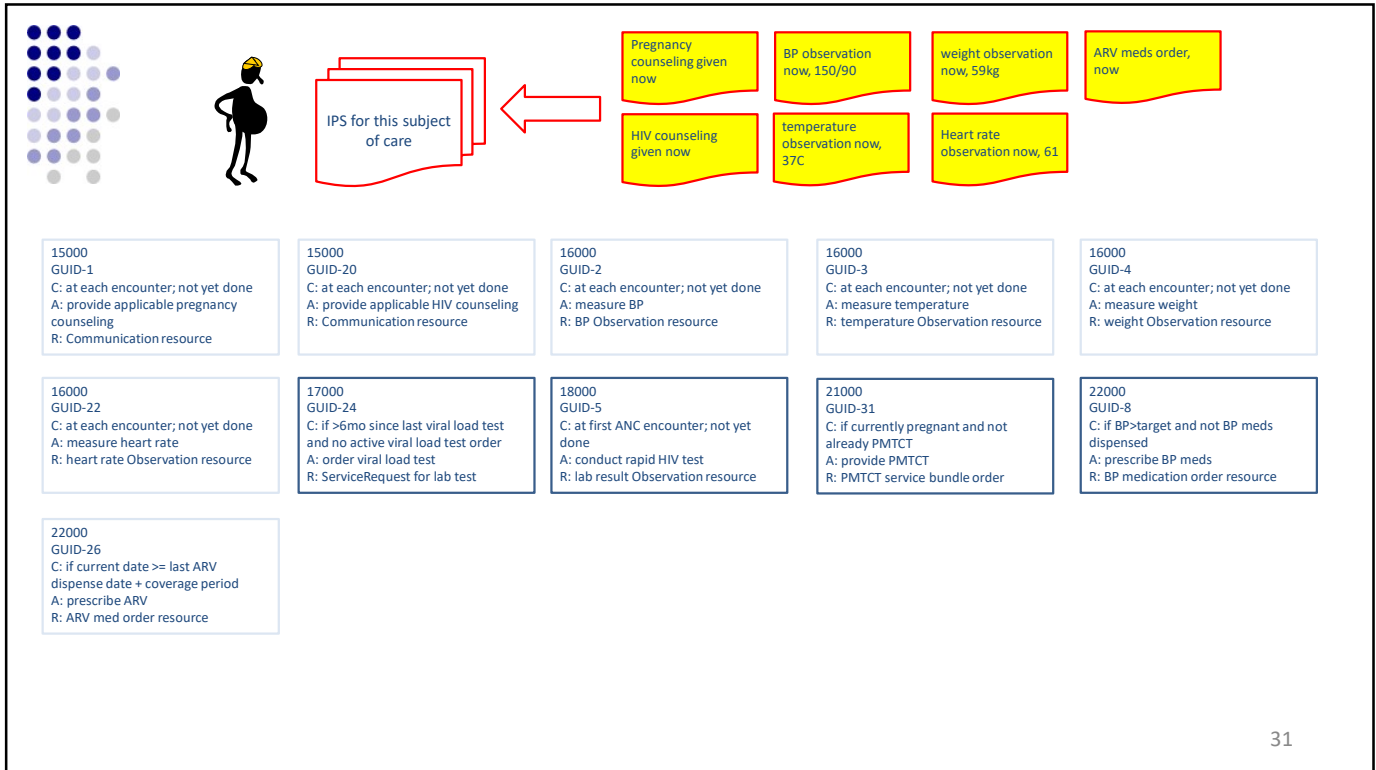 Pregnancy
counseling given
now
BP observation
now, 150/90
weight observation
now, 59kg
ARV meds order,
now
IPS for this subject
of care
HIV counseling
given now
temperature
observation now,
37C
Heart rate
observation now, 61
15000
GUID-1
C: at each encounter; not yet done
A: provide applicable pregnancy
counseling
R: Communication resource
15000
GUID-20
C: at each encounter; not yet done
A: provide applicable HIV counseling
R: Communication resource
16000
GUID-2
C: at each encounter; not yet done
A: measure BP
R: BP Observation resource
16000
GUID-3
C: at each encounter; not yet done
A: measure temperature
R: temperature Observation resource
16000
GUID-4
C: at each encounter; not yet done
A: measure weight
R: weight Observation resource
16000
GUID-22
C: at each encounter; not yet done
A: measure heart rate
R: heart rate Observation resource
17000
GUID-24
C: if >6mo since last viral load test
and no active viral load test order
A: order viral load test
R: ServiceRequest for lab test
18000
GUID-5
C: at first ANC encounter; not yet
done
A: conduct rapid HIV test
R: lab result Observation resource
21000
GUID-31
C: if currently pregnant and not
already PMTCT
A: provide PMTCT
R: PMTCT service bundle order
22000
GUID-8
C: if BP>target and not BP meds
dispensed
A: prescribe BP meds
R: BP medication order resource
22000
GUID-26
C: if current date >= last ARV
dispense date + coverage period
A: prescribe ARV
R: ARV med order resource
31